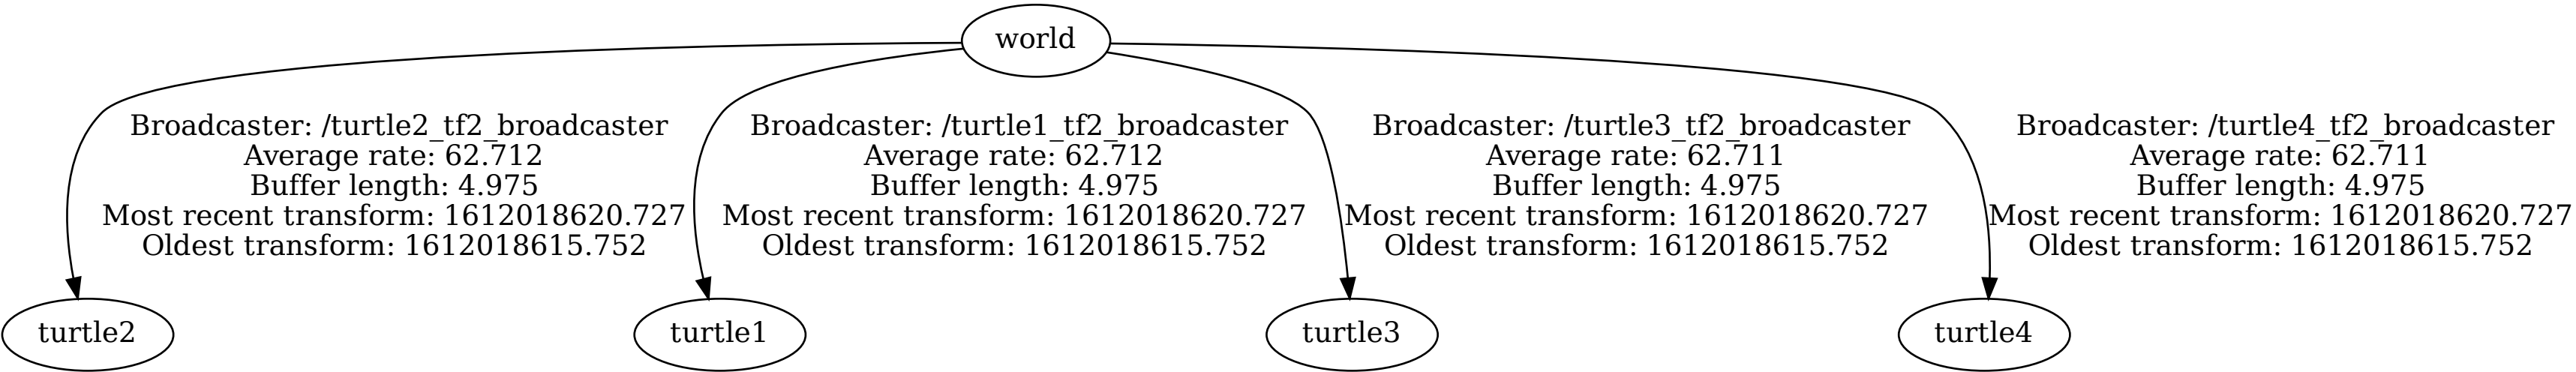 world
Broadcaster: /turtle2_tf2_broadcaster
Average rate: 62.712
Buffer length: 4.975
Most recent transform: 1612018620.727
Oldest transform: 1612018615.752
Broadcaster: /turtle1_tf2_broadcaster
Average rate: 62.712
Buffer length: 4.975
Most recent transform: 1612018620.727
Oldest transform: 1612018615.752
Broadcaster: /turtle3_tf2_broadcaster
Average rate: 62.711
Buffer length: 4.975
Most recent transform: 1612018620.727
Oldest transform: 1612018615.752
Broadcaster: /turtle4_tf2_broadcaster
Average rate: 62.711
Buffer length: 4.975
Most recent transform: 1612018620.727
Oldest transform: 1612018615.752
turtle2
turtle1
turtle3
turtle4